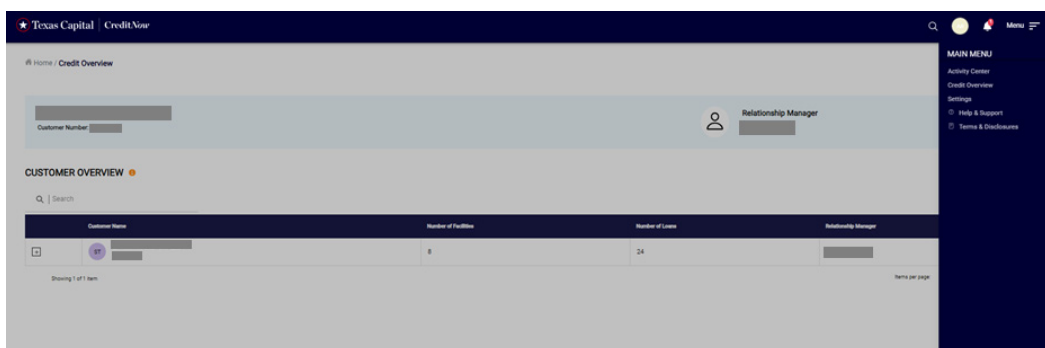 Texas Capital | CreditNow
Menu
Home / Credit Overview
Customer Number:
Relationship Manager
CUSTOMER OVERVIEW
Search
Customer Name Number of Facilities Number of Loans Relationship Manager
ST 8 24
Showing 1 of 1 item
Items per page:
MAIN MENU
Activity Center
Credit Overview
Settings
Help & Support
Terms & Disclosures